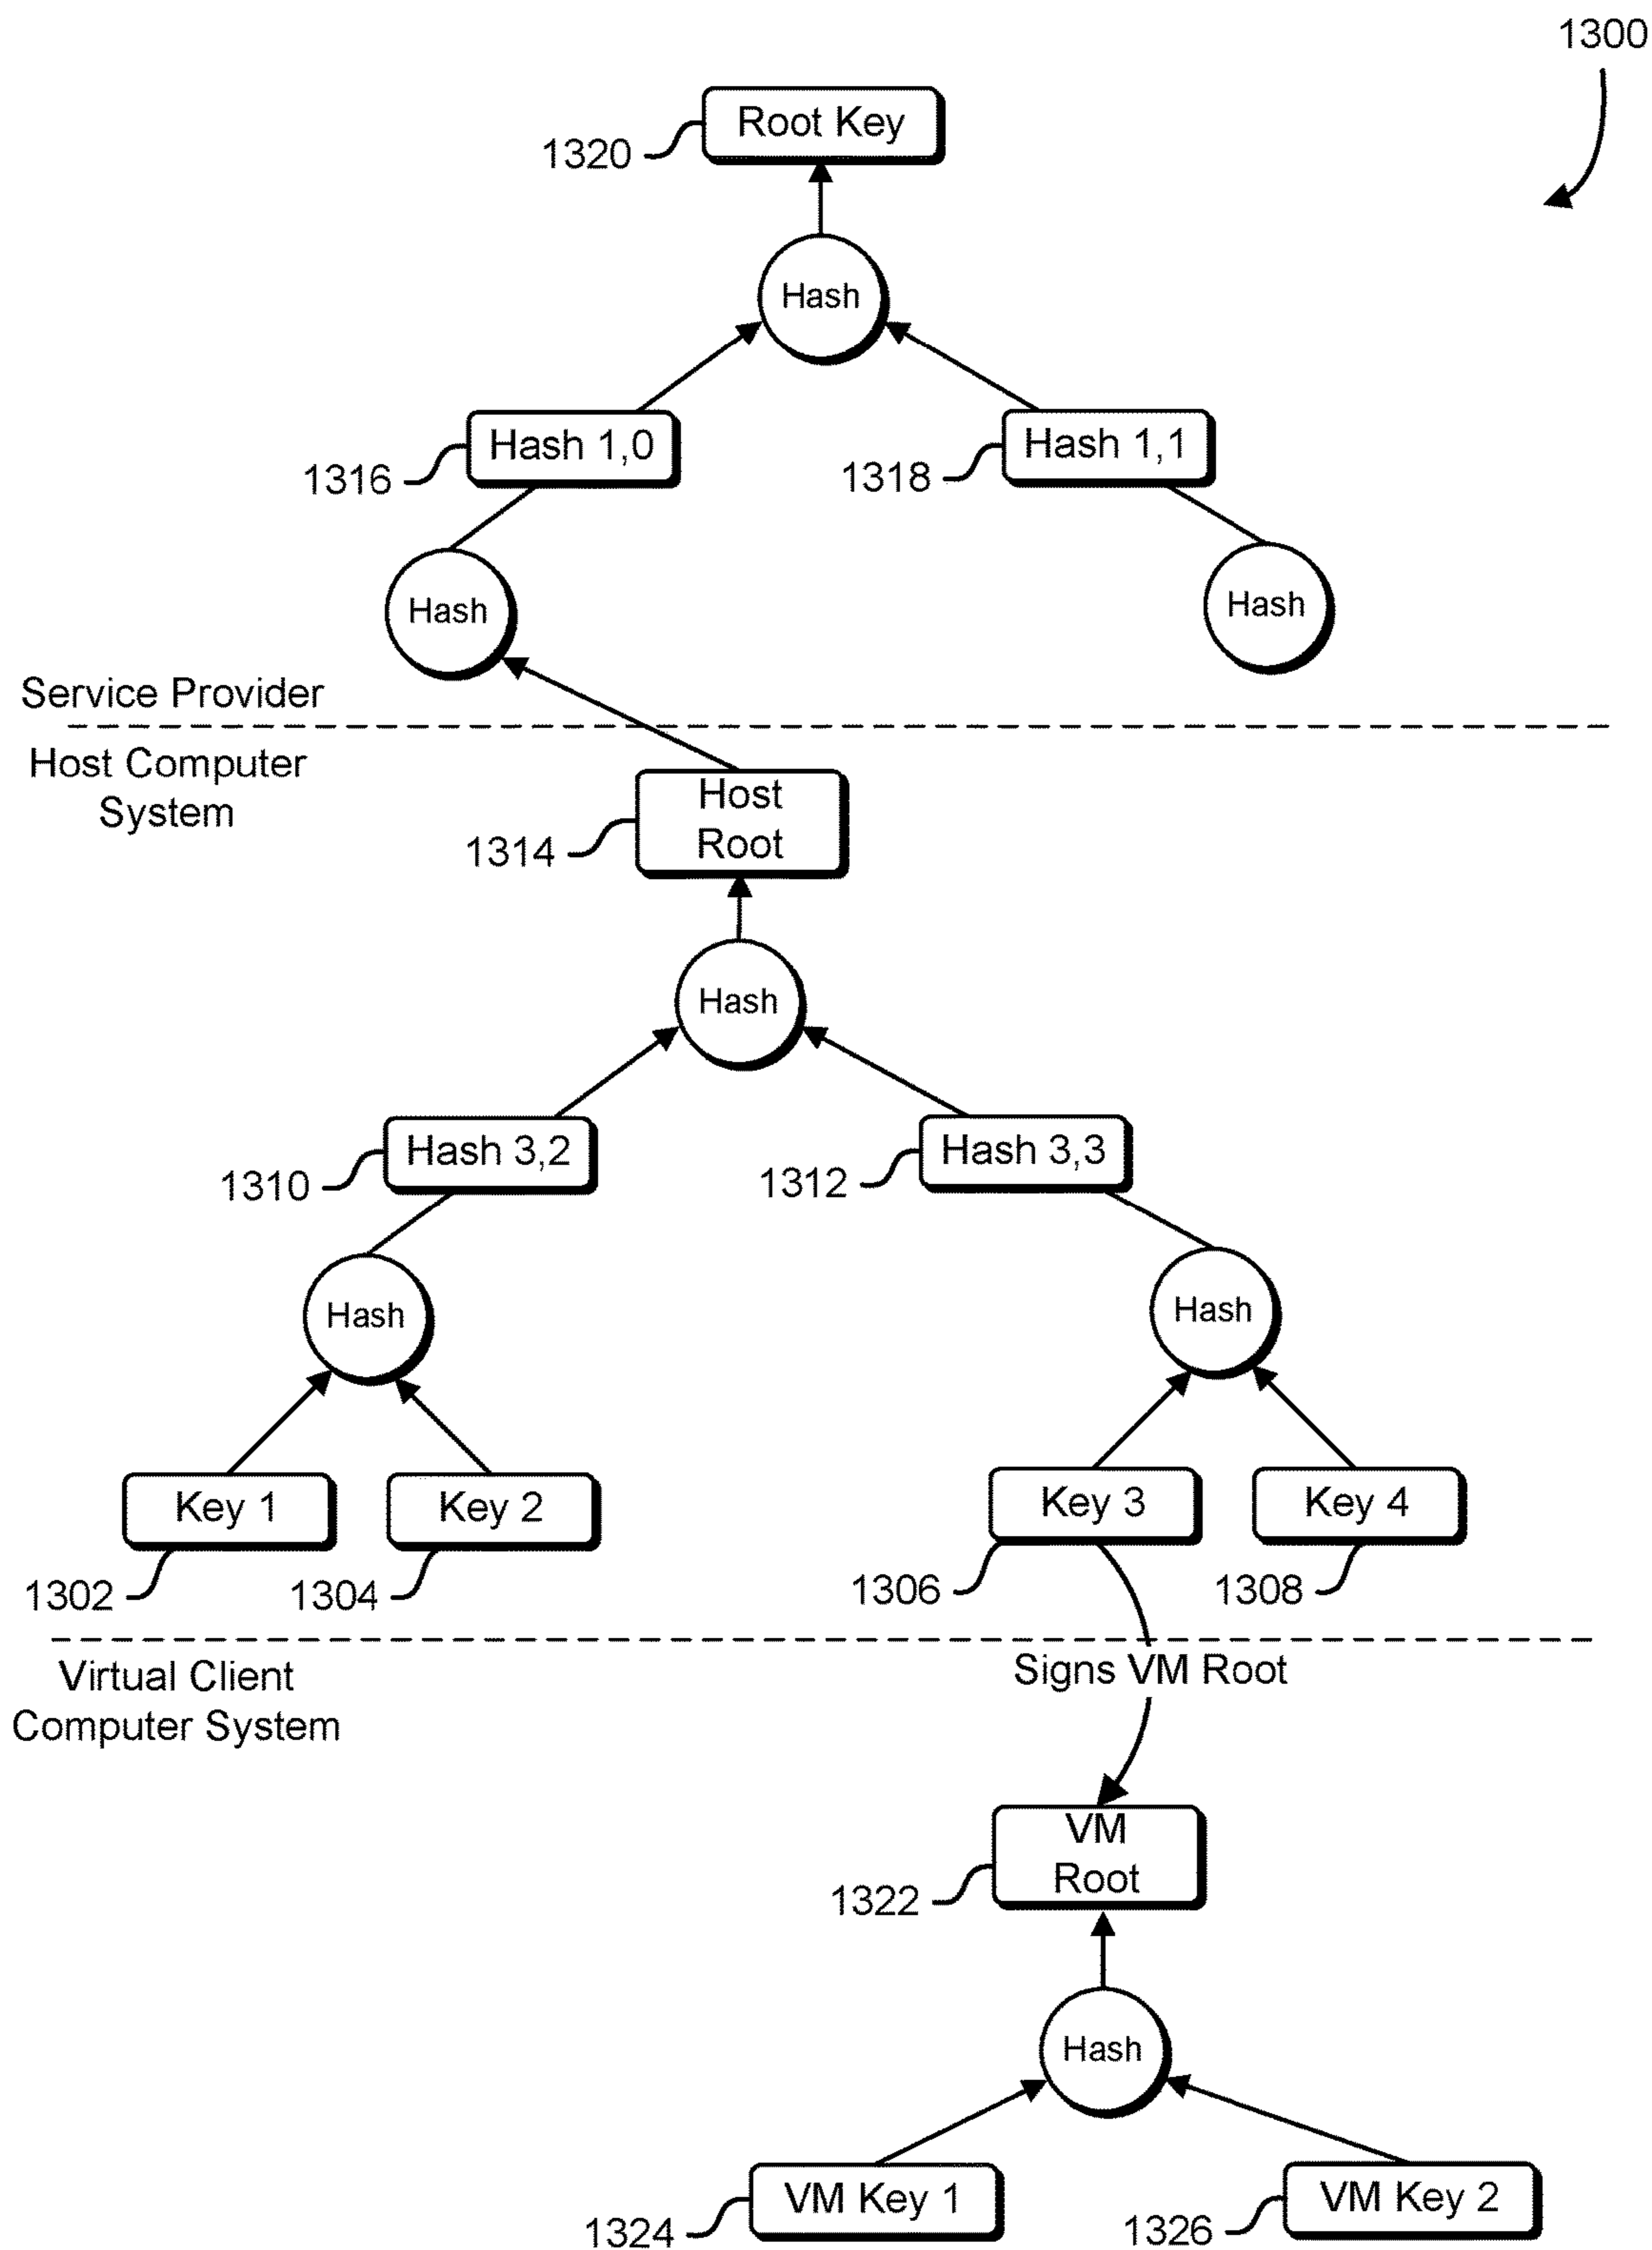 1300
Root Key
1320
Hash
Hash 1,0
Hash 1,1
1316
1318
Hash
Hash
Service Provider
Host Computer
System
Host
Root
1314
Hash
Hash 3,2
Hash 3,3
1310
1312
Hash
Hash
Key 1
Key 2
Key 3
Key 4
1302
1304
1306
1308
Virtual Client
Computer System
Signs VM Root
VM
Root
1322
Hash
VM Key 1
VM Key 2
1324
1326